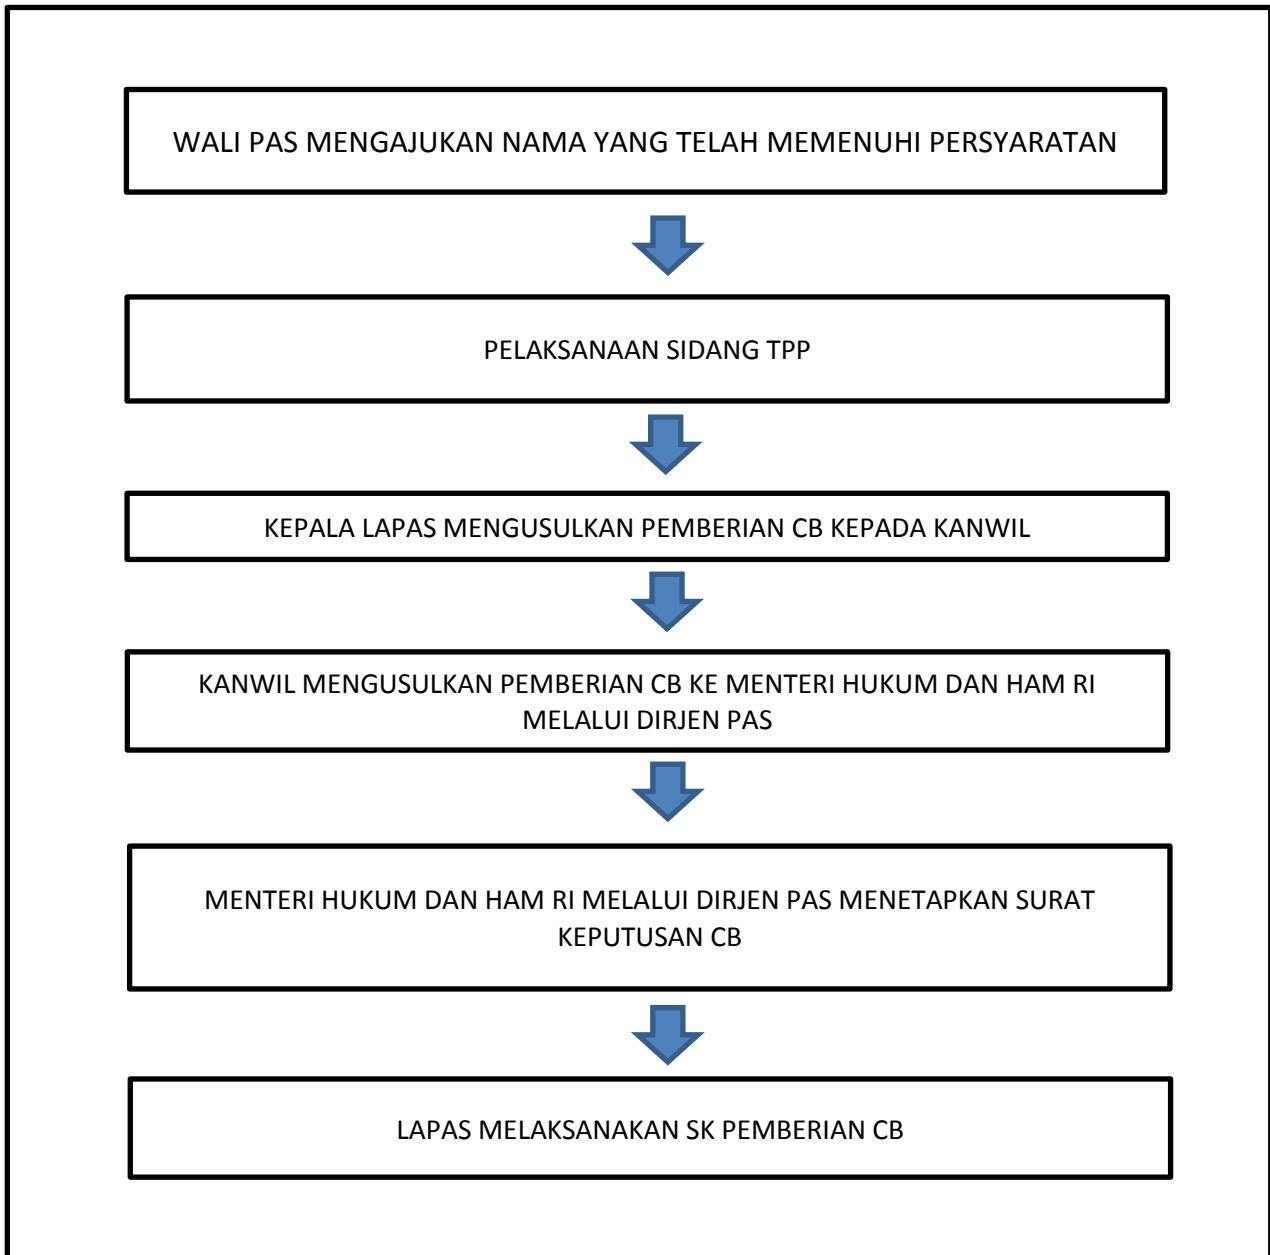 WALI PAS MENGAJUKAN NAMA YANG TELAH MEMENUHI PERSYARATAN
PELAKSANAAN SIDANG TPP
KEPALA LAPAS MENGUSULKAN PEMBERIAN CB KEPADA KANWIL
KANWIL MENGUSULKAN PEMBERIAN CB KE MENTERI HUKUM DAN HAM RI
MELALUI DIRJEN PAS
MENTERI HUKUM DAN HAM RI MELALUI DIRJEN PAS MENETAPKAN SURAT
KEPUTUSAN CB
LAPAS MELAKSANAKAN SK PEMBERIAN CB